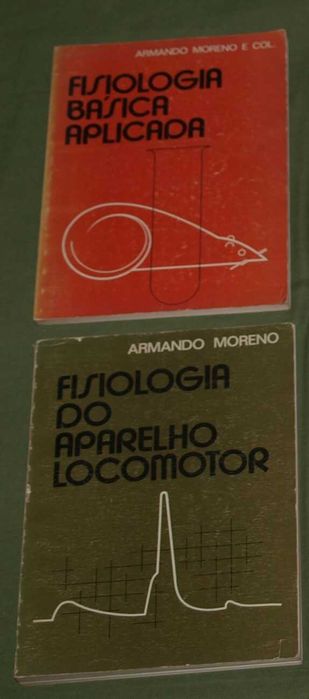 ARMANDO MORENO E COL.
FISIOLOGIA
BÁSICA
APLICADA
ARMANDO MORENO
FISIOLOGIA
DO
APARELHO
LOCOMOTOR